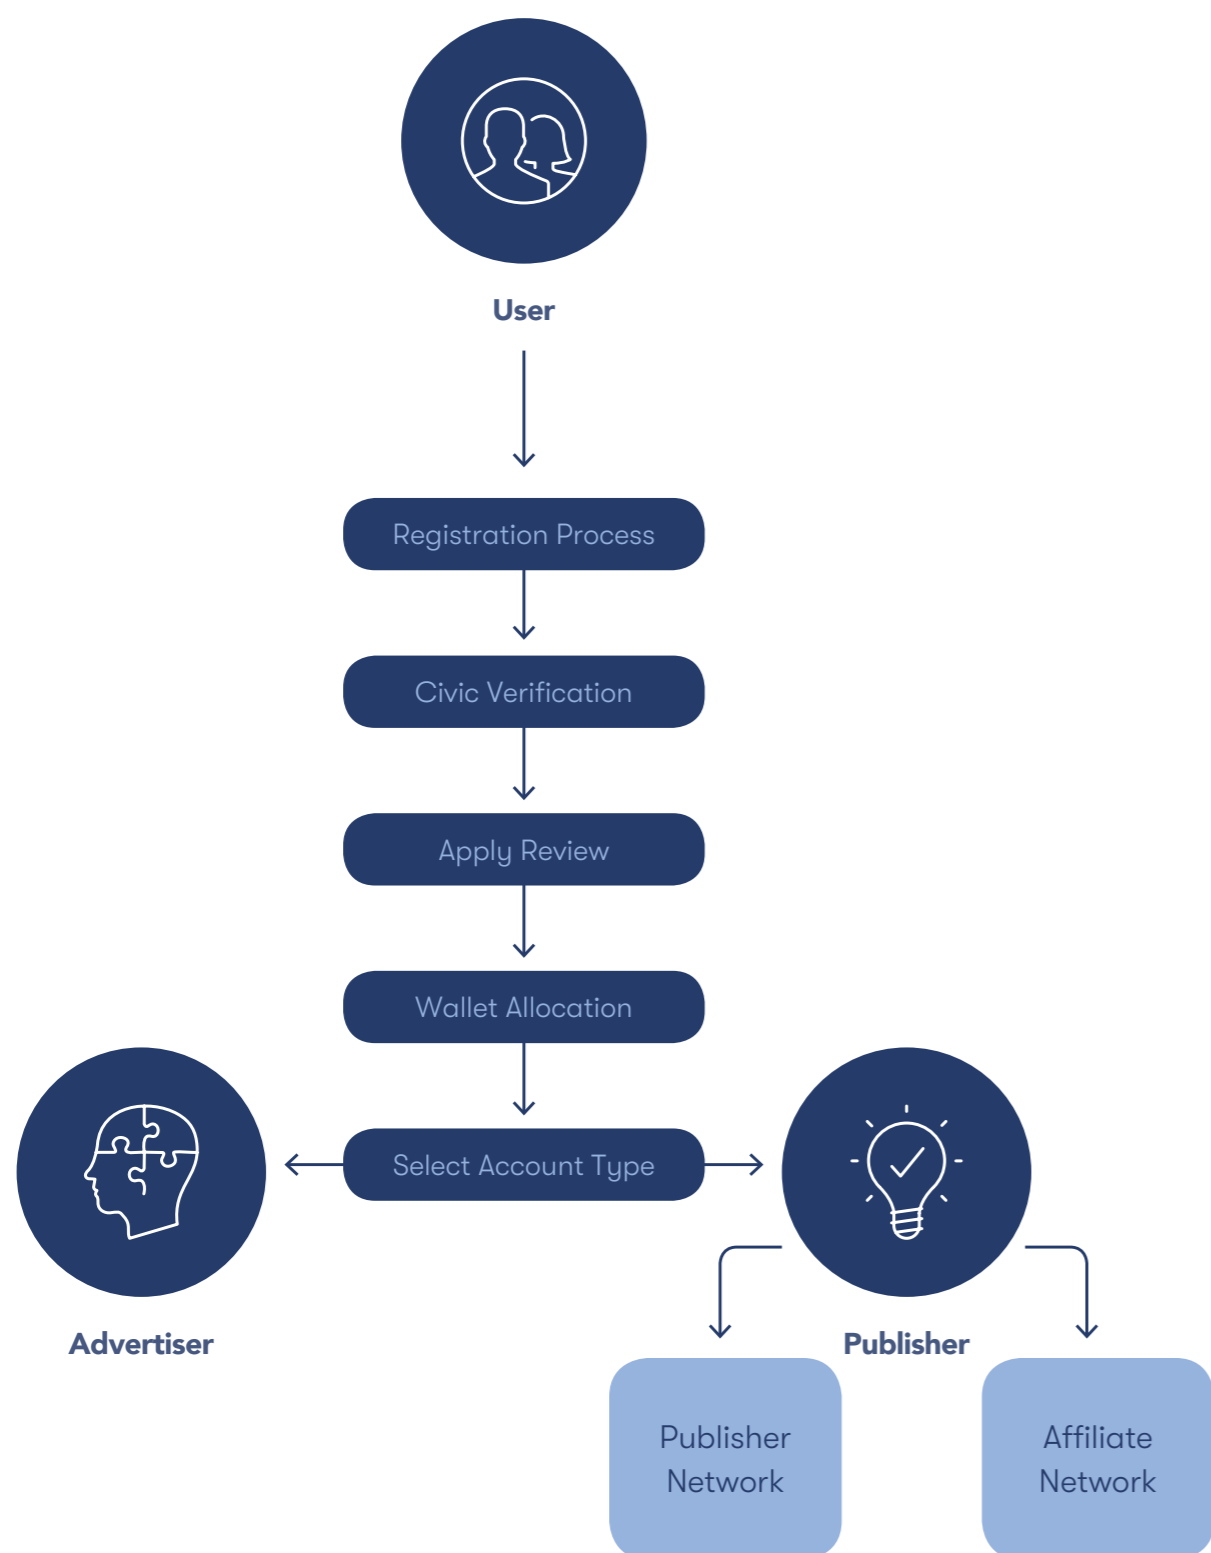 User
Registration Process
Civic Verification
Apply Review
Wallet Allocation
Select Account Type
Advertiser
Publisher
Publisher
Network
Affiliate
Network